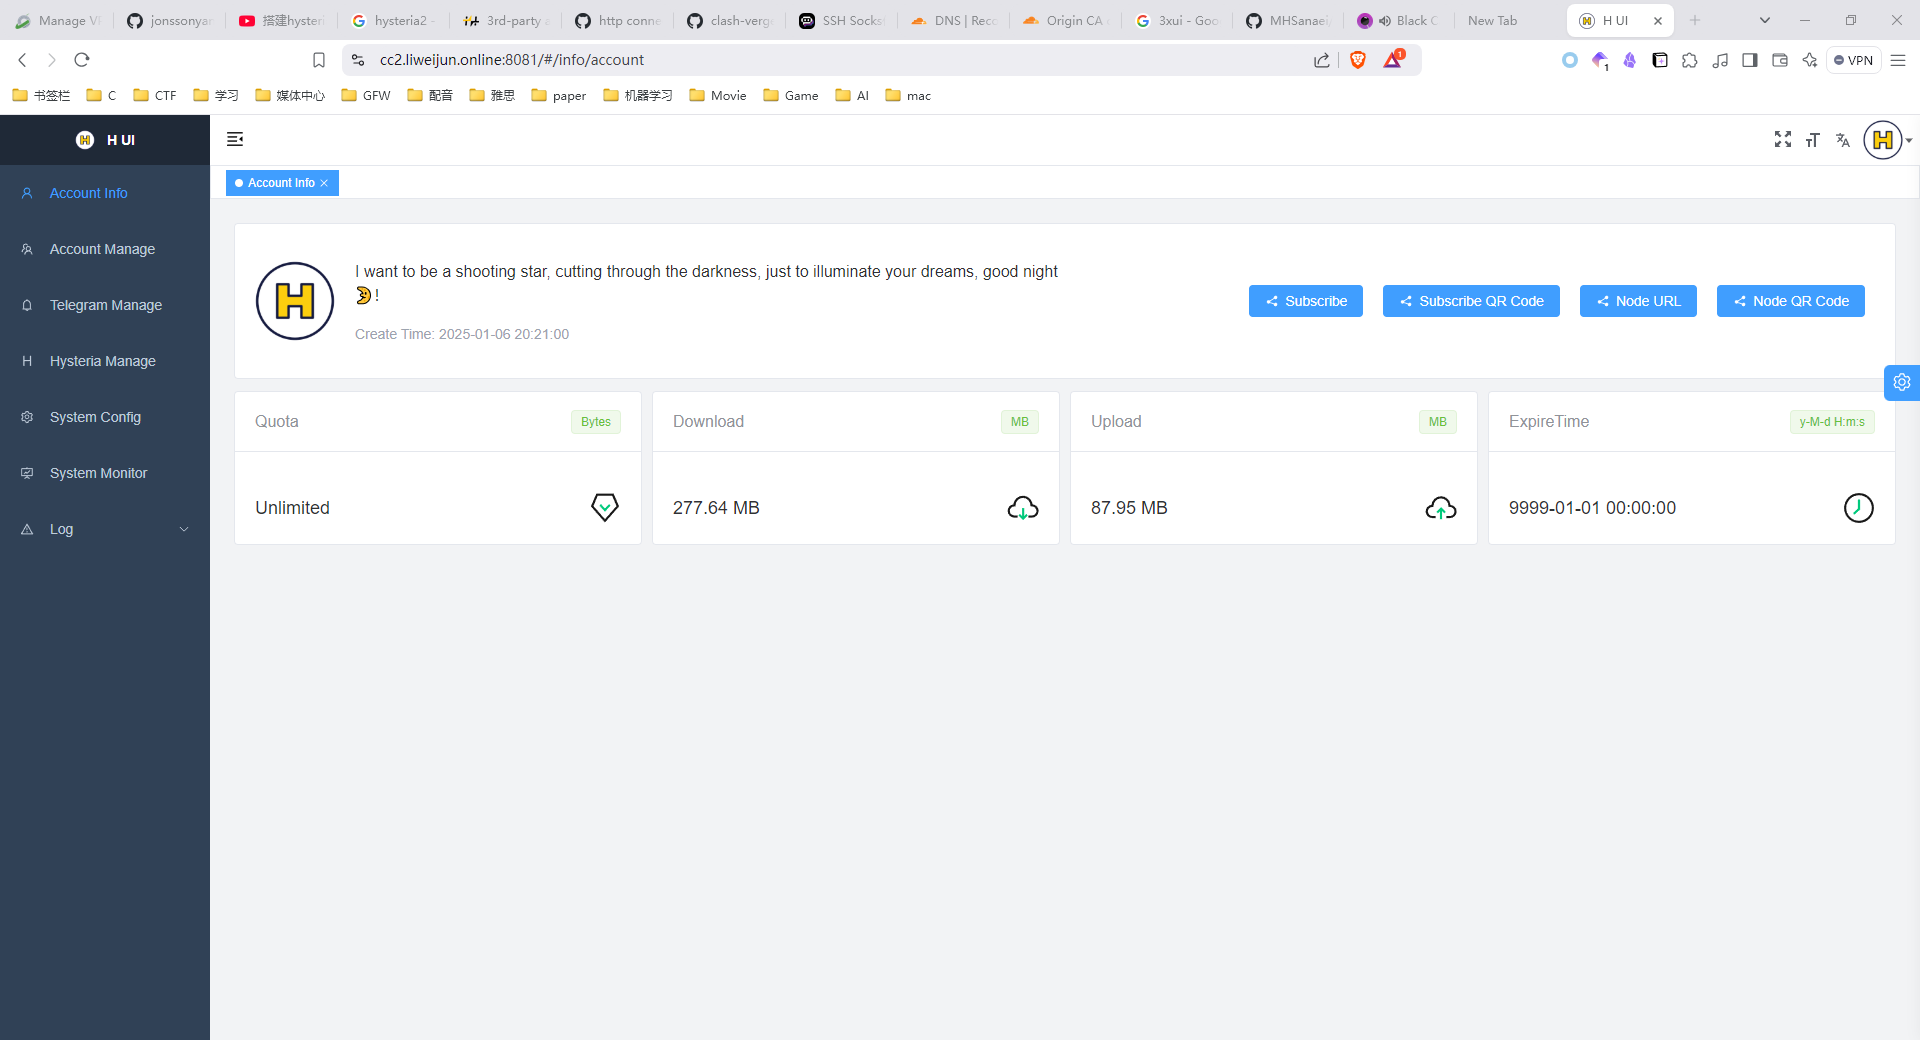 Manage V
jonssonyan
搭建hyster
hysteria2 -
3rd-party a
http conne
clash-verge
SSH Socks
DNS | Reco
Origin CA
3xui - Goo
MHSanaei
Black C
New Tab
H UI
cc2.liweijun.online:8081/#/info/account
1
1
VPN
书签栏
C
CTF
学习
媒体中心
GFW
配音
雅思
paper
机器学习
Movie
Game
AI
mac
H UI
Account Info
Account Manage
Telegram Manage
H Hysteria Manage
System Config
System Monitor
Log
Account Info
I want to be a shooting star, cutting through the darkness, just to illuminate your dreams, good night
🌛!
Create Time: 2025-01-06 20:21:00
Subscribe
Subscribe QR Code
Node URL
Node QR Code
Quota
Bytes
Unlimited
Download
MB
277.64 MB
Upload
MB
87.95 MB
ExpireTime
y-M-d H:m:s
9999-01-01 00:00:00